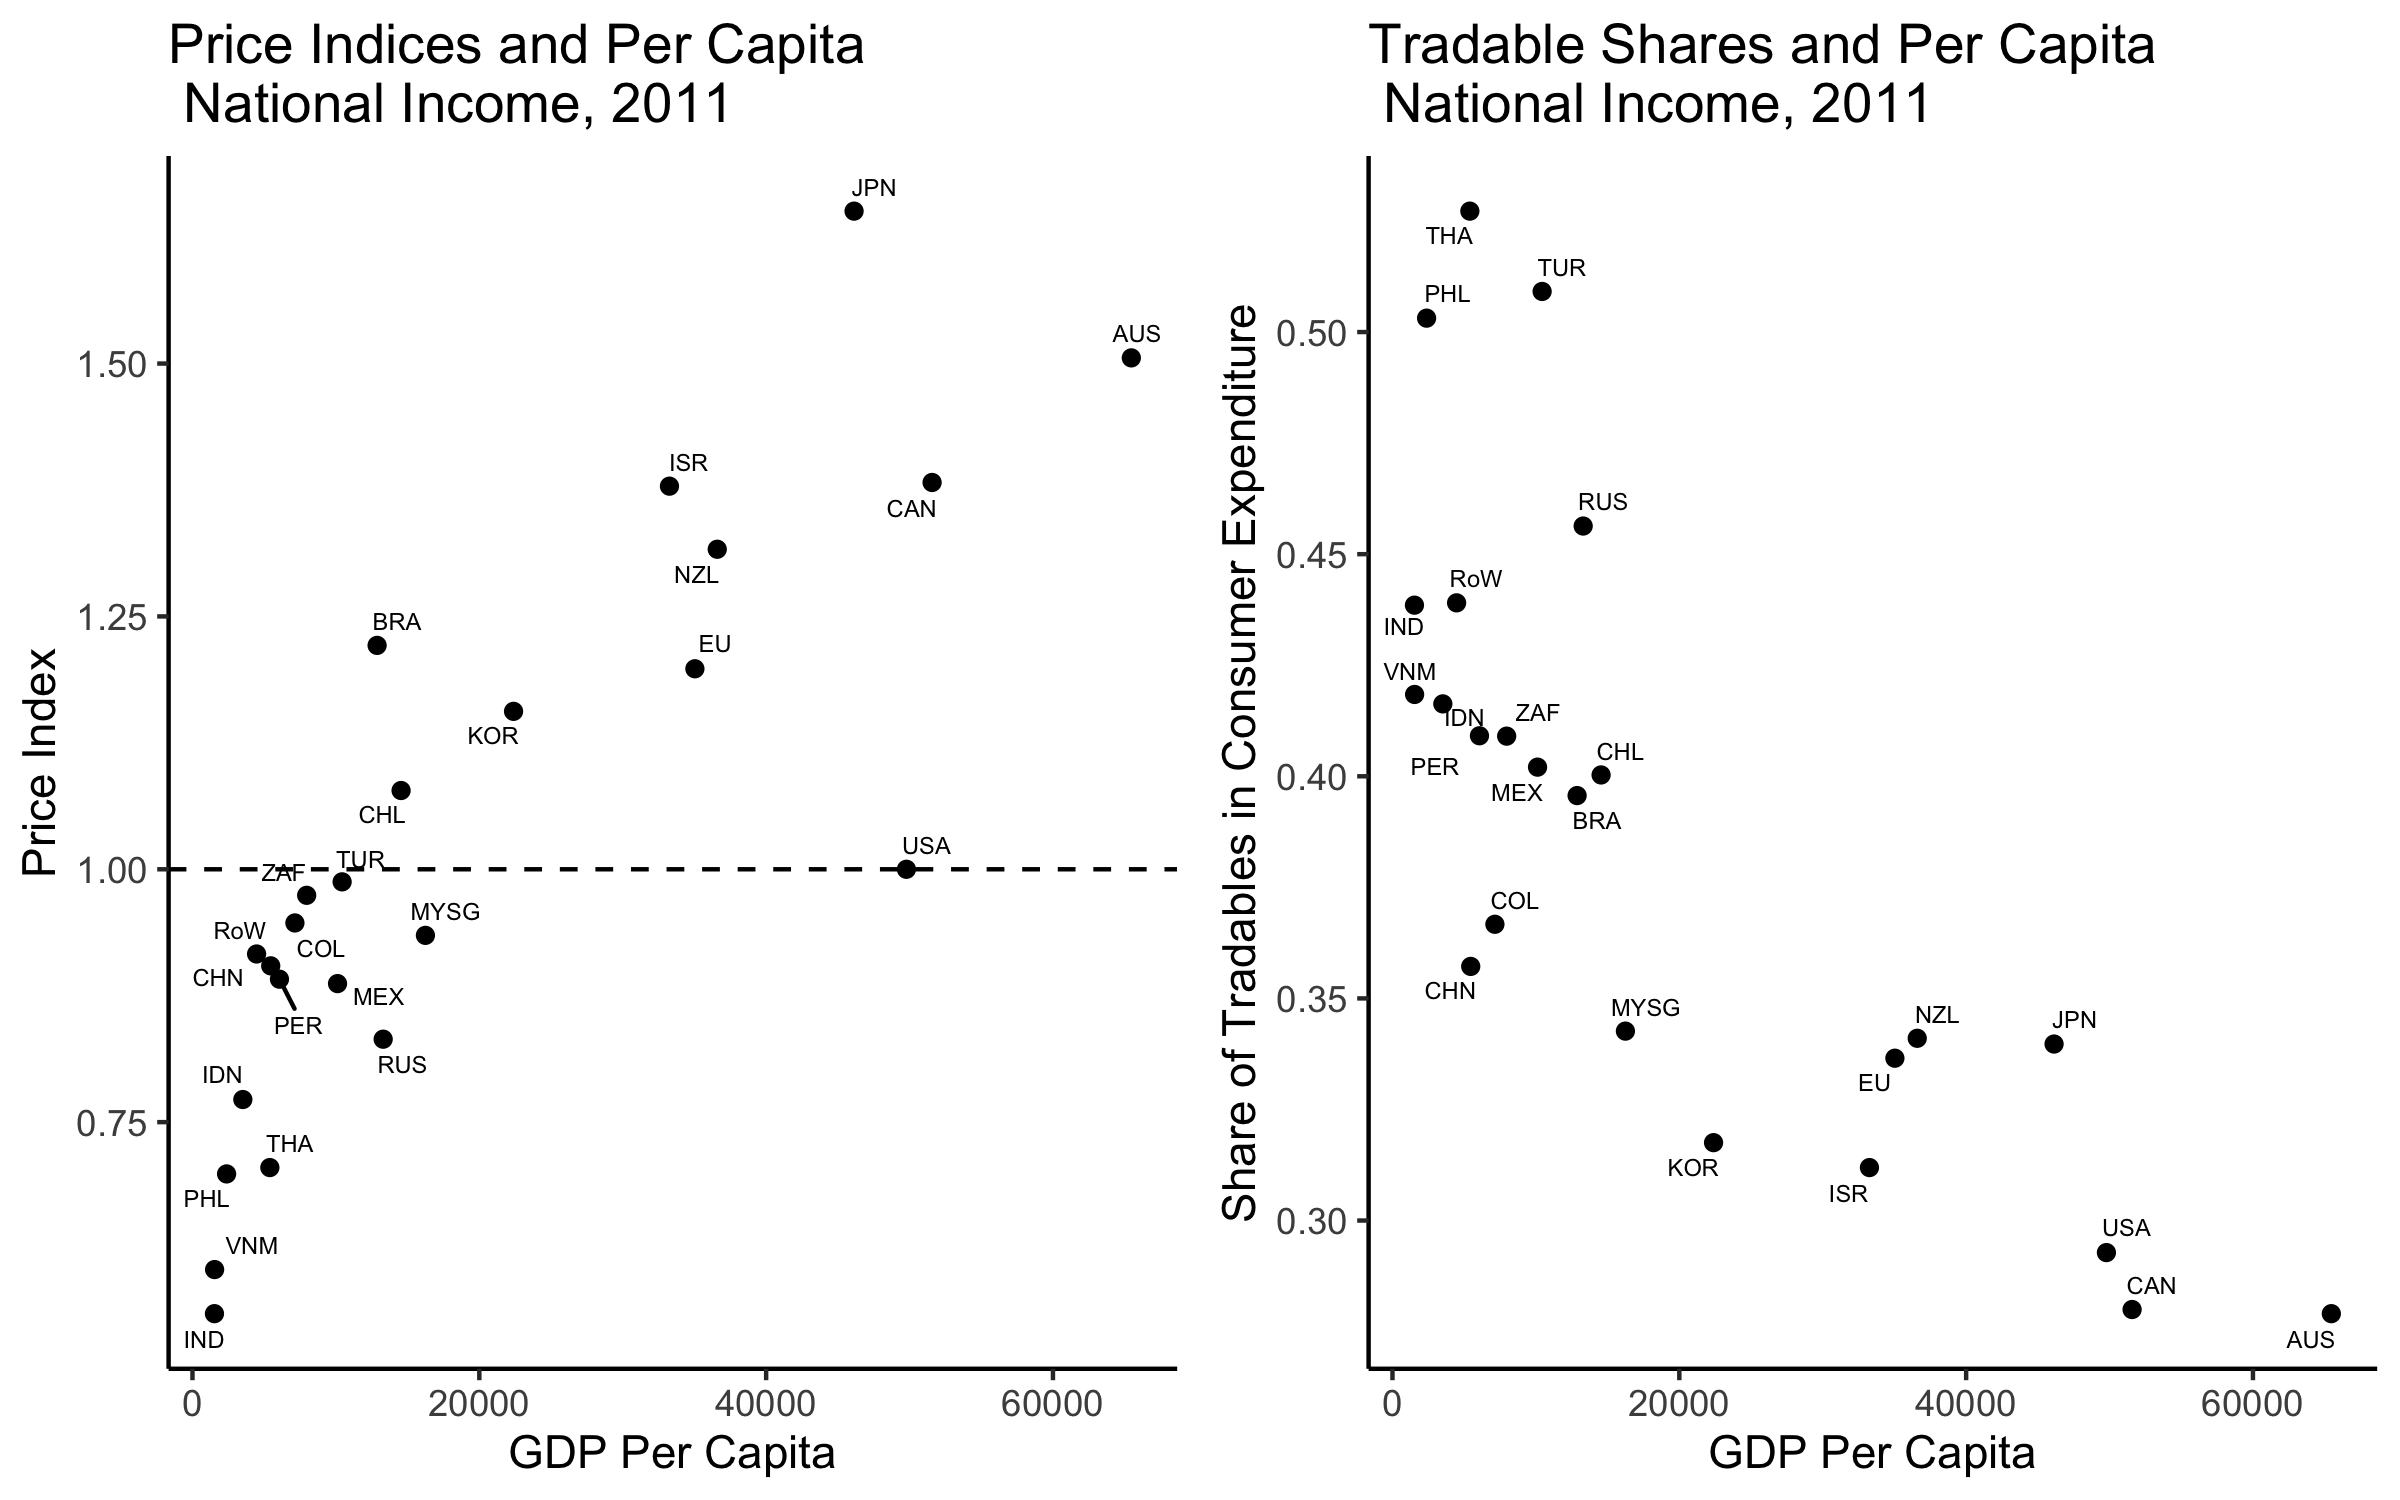 Price Indices and Per Capita
National Income, 2011
Price Index
1.50
1.25
1.00
0.75
JPN
AUS
ISR
CAN
NZL
BRA
EU
KOR
CHL
USA
TUR
ZAF
MYSG
RoW
COL
CHN
MEX
PER
RUS
IDN
THA
PHL
VNM
IND
0
20000
40000
60000
GDP Per Capita
Tradable Shares and Per Capita
National Income, 2011
Share of Tradables in Consumer Expenditure
0.50
0.45
0.40
0.35
0.30
THA
TUR
PHL
RUS
RoW
IND
VNM
IDN
ZAF
PER
CHL
MEX
BRA
COL
CHN
MYSG
NZL
JPN
EU
KOR
ISR
USA
CAN
AUS
0
20000
40000
60000
GDP Per Capita